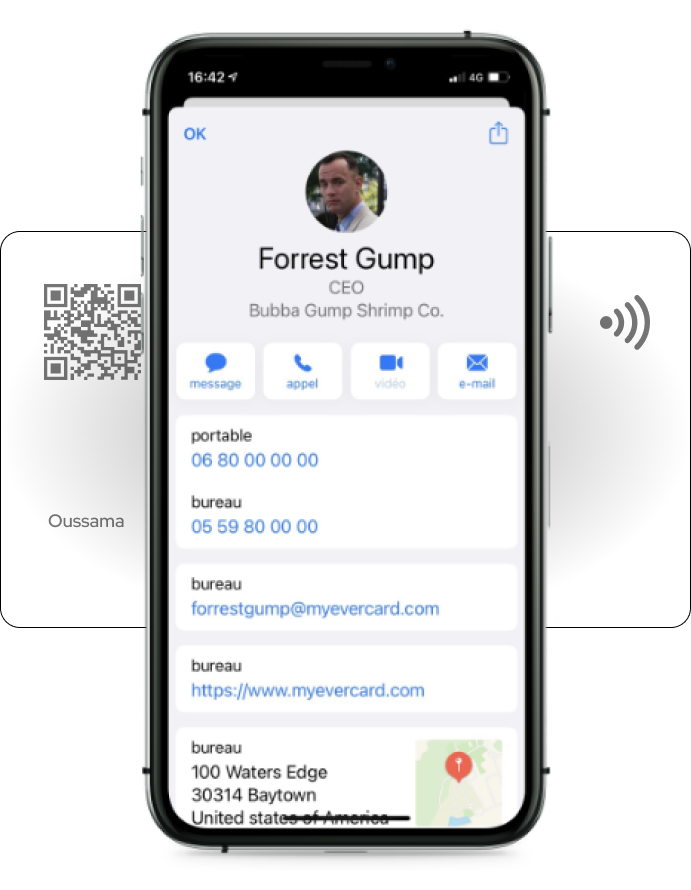 16:42
4G
OK
Forrest Gump
CEO
Bubba Gump Shrimp Co.
message
appel
vidéo
e-mail
portable
06 80 00 00 00
bureau
05 59 80 00 00
Oussama
bureau
forrestgump@myevercard.com
bureau
https://www.myevercard.com
bureau
100 Waters Edge
30314 Baytown
United states of America